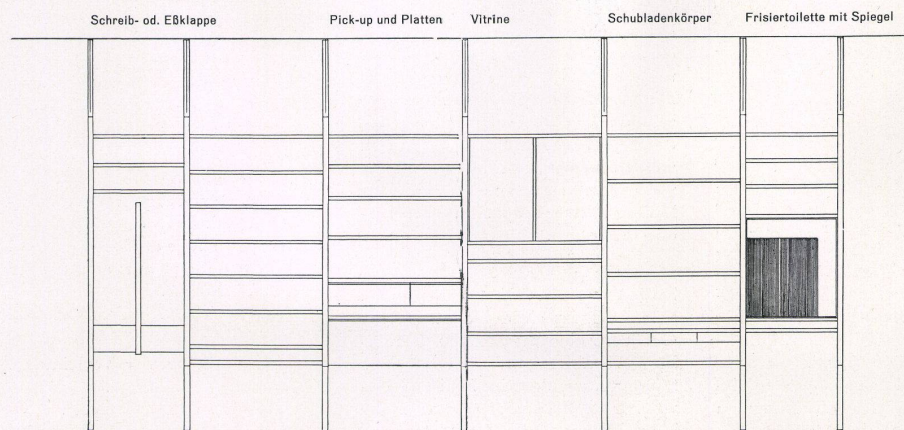 Schreib- od. Eßklappe
Pick-up und Platten
Vitrine
Schubladenkörper
Frisiertoilette mit Spiegel